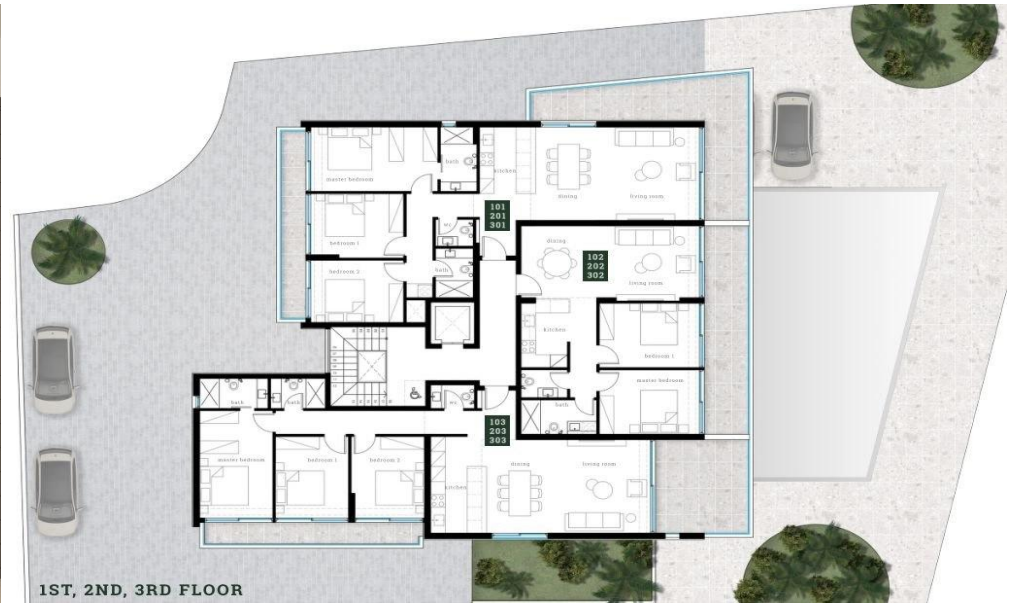 bath
master bedroom
kitchen
dining
living room
101
201
301
bedroom 1
wc
dining
102
202
302
bedroom 2
bath
living room
Kitchen
bedroom 1
master bedroom
bath
bath
wc
bath
103
203
303
master bedroom
bedroom 1
bedroom 2
dining
living room
kitchen
1ST, 2ND, 3RD FLOOR